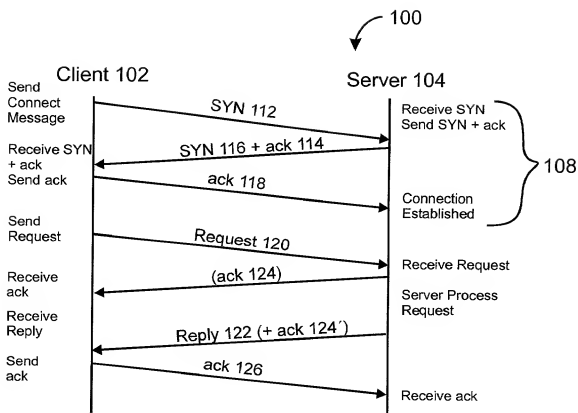 100
Client 102
Server 104
Send
Connect
Message
SYN 112
Receive SYN
Send SYN + ack
SYN 116 + ack 114
Receive SYN
+ ack
Send ack
ack 118
108
Connection
Established
Send
Request
Request 120
Receive Request
(ack 124)
Receive
ack
Server Process
Request
Receive
Reply
Reply 122 (+ ack 124´)
Send
ack
ack 126
Receive ack